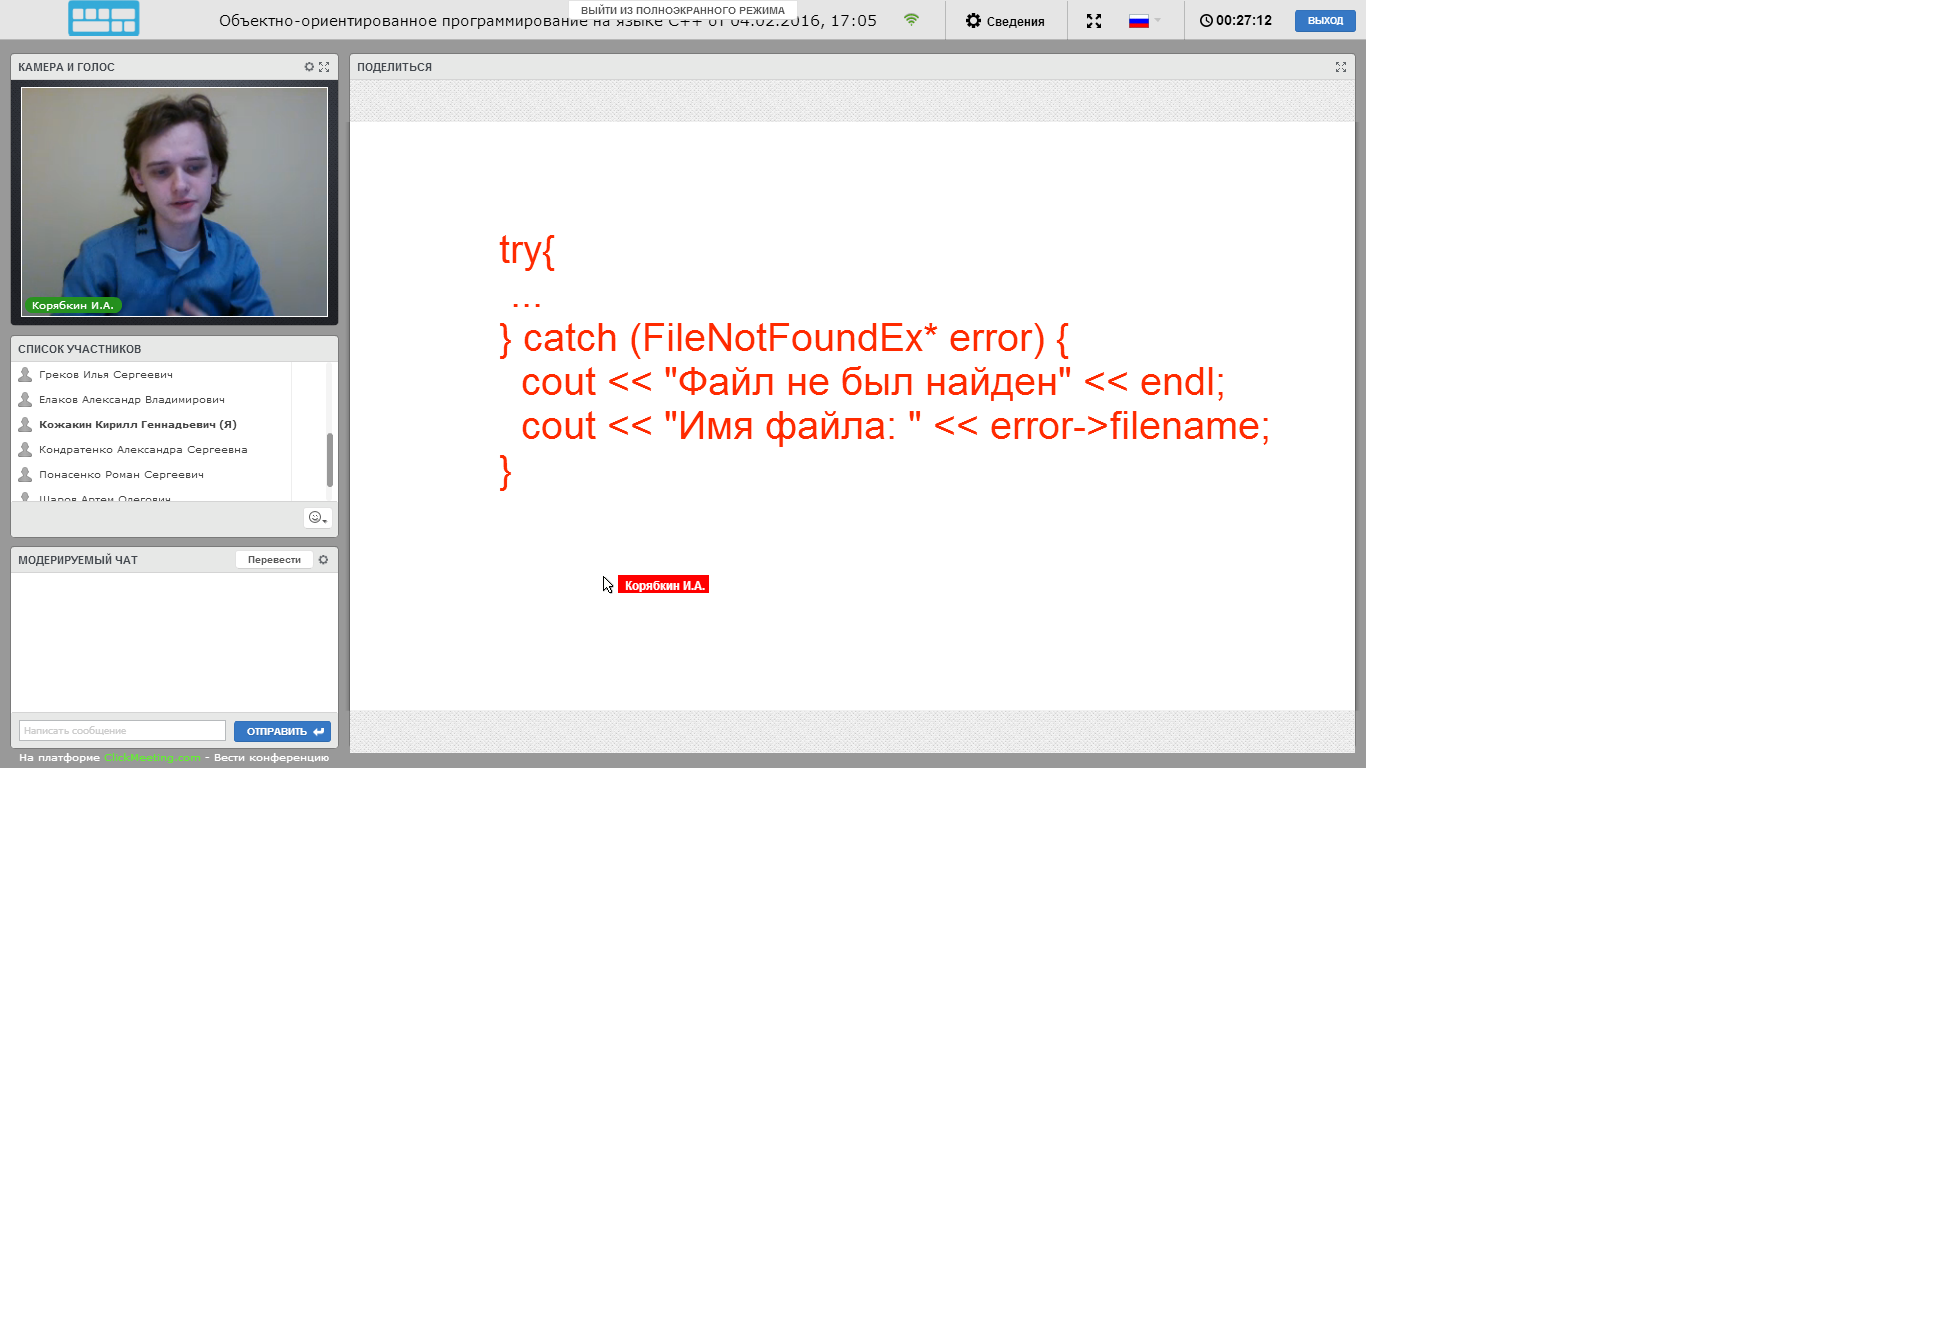 Объектно-ориентированное программирование на языке C++ от 04.02.2016, 17:05
ВЫЙТИ ИЗ ПОЛНОЭКРАННОГО РЕЖИМА
Сведения
00:27:12
ВЫХОД
КАМЕРА И ГОЛОС
Корябкин И.А.
СПИСОК УЧАСТНИКОВ
Греков Илья Сергеевич
Елаков Александр Владимирович
Кожакин Кирилл Геннадьевич (Я)
Кондратенко Александра Сергеевна
Понасенко Роман Сергеевич
Шаров Артем Олегович
МОДЕРИРУЕМЫЙ ЧАТ
Перевести
Написать сообщение
ОТПРАВИТЬ
На платформе ClickMeeting.com - Вести конференцию
ПОДЕЛИТЬСЯ
try{
...
} catch (FileNotFoundEx* error) {
cout << "Файл не был найден" << endl;
cout << "Имя файла: " << error->filename;
}
Корябкин И.А.